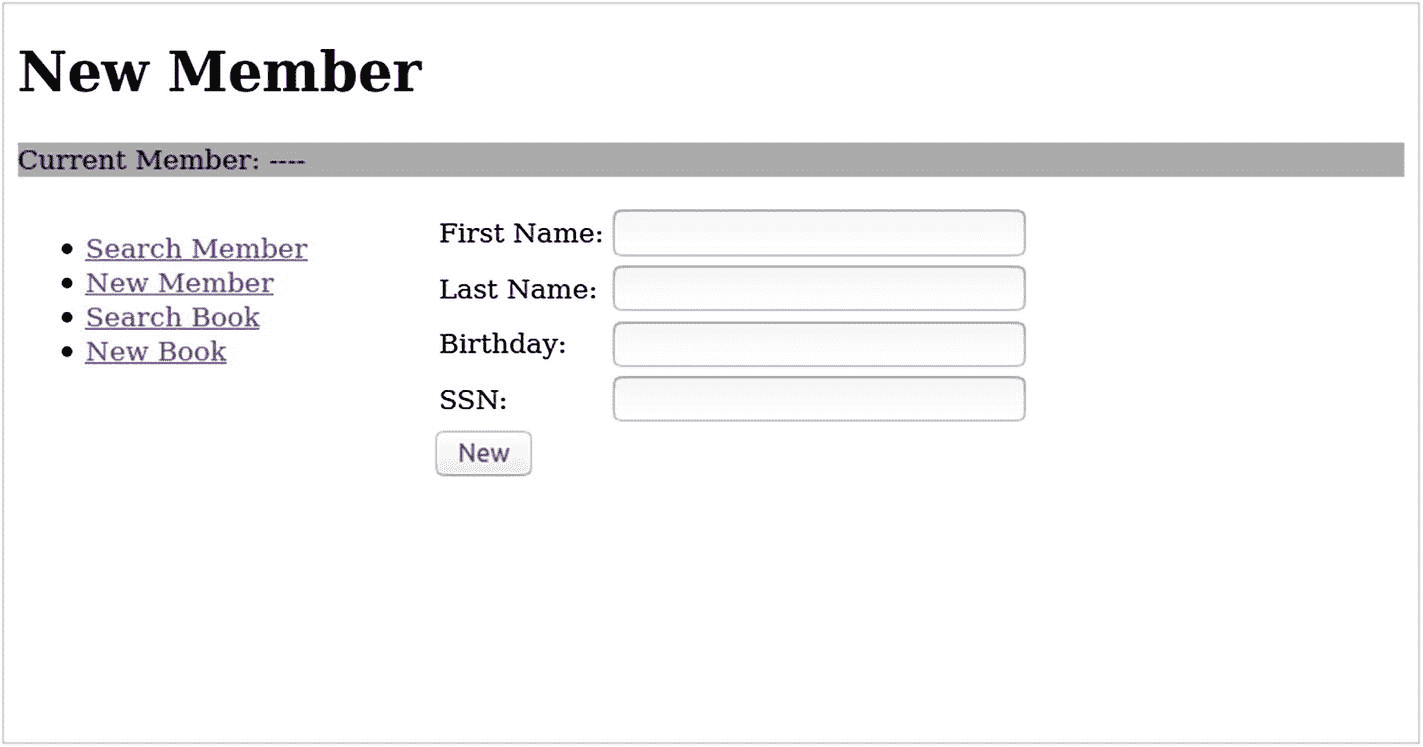 New Member
Current Member: ----
Search Member
New Member
Search Book
New Book
First Name:
Last Name:
Birthday:
SSN:
New